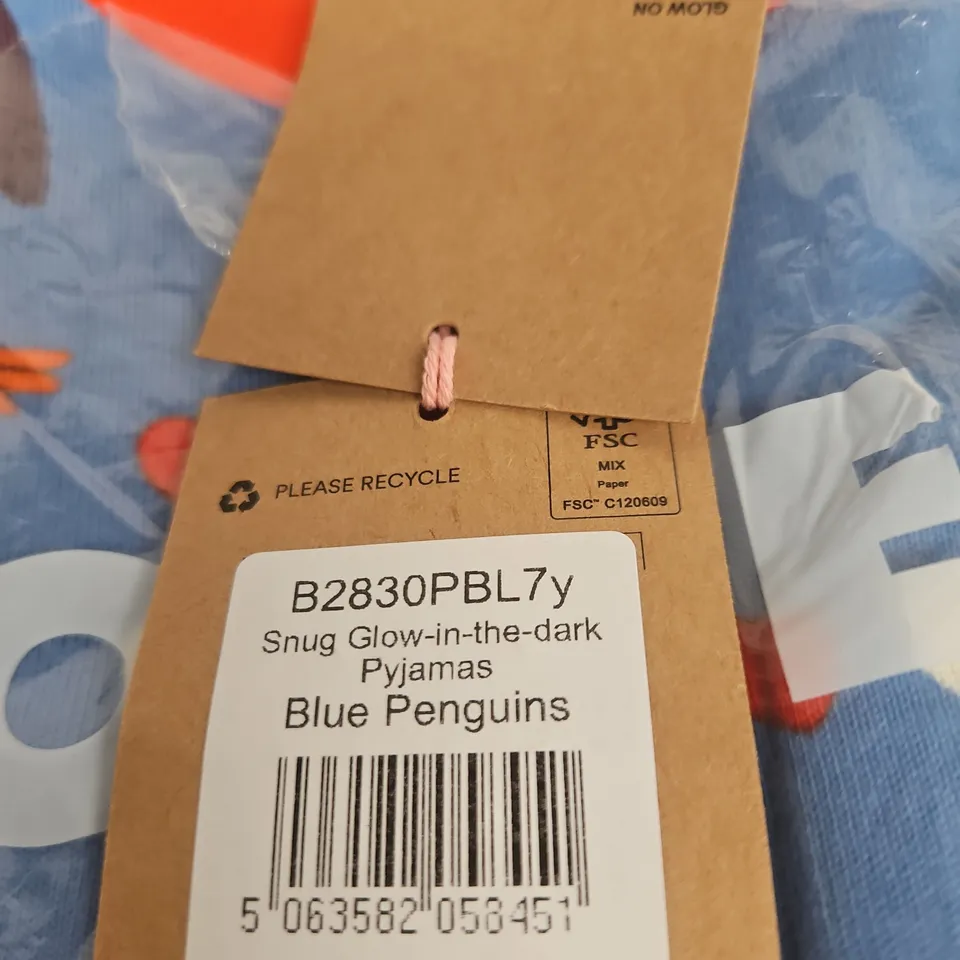 GLOW ON
FSC
MIX
Paper
FSC™ C120609
PLEASE RECYCLE
B2830PBL7y
Snug Glow-in-the-dark
Pyjamas
Blue Penguins
5 063582 058451